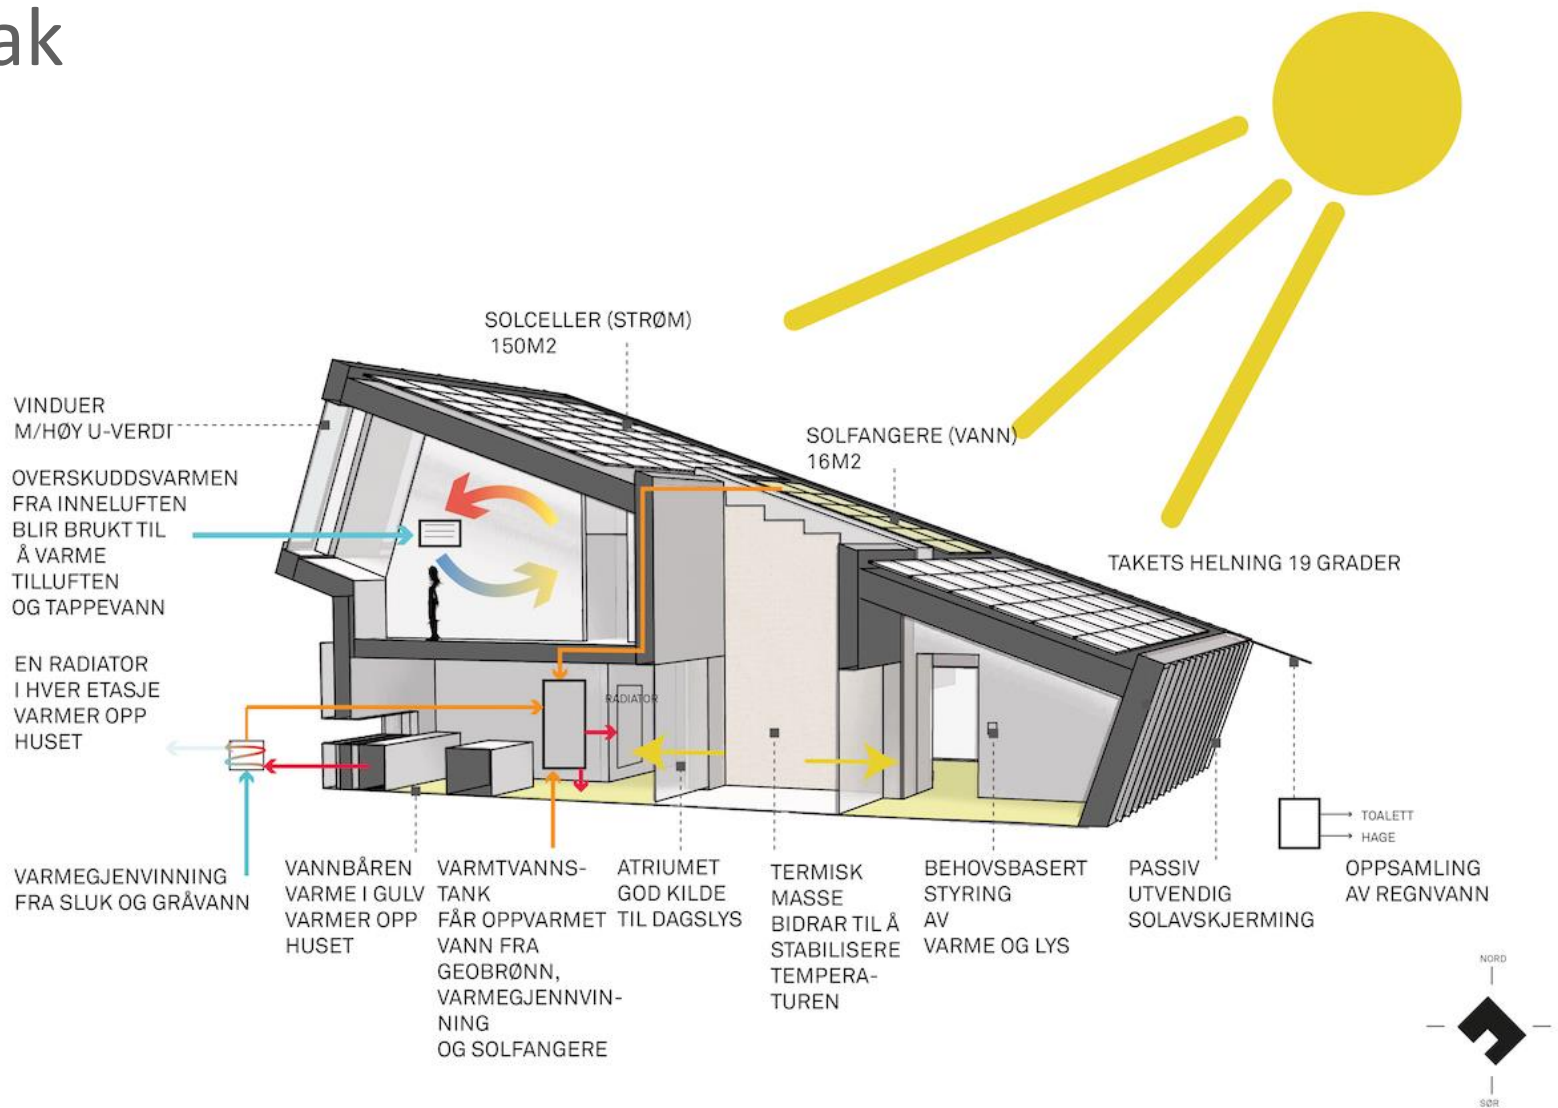 ak
SOLCELLER (STRØM)
150M2
VINDUER
M/HØY U-VERDI
SOLFANGERE (VANN)
16M2
OVERSKUDDSVARMEN
FRA INNELUFTEN
BLIR BRUKT TIL
Å VARME
TILLUFTEN
OG TAPPEVANN
TAKETS HELNING 19 GRADER
EN RADIATOR
I HVER ETASJE
VARMER OPP
HUSET
RADIATOR
TOALETT
HAGE
VARMEGJENVINNING
FRA SLUK OG GRÅVANN
VANNBÅREN
VARME I GULV
VARMER OPP
HUSET
VARMTVANNS-
TANK
FÅR OPPVARMET
VANN FRA
GEOBRØNN,
VARMEGJENNVIN-
NING
OG SOLFANGERE
ATRIUMET
GOD KILDE
TIL DAGSLYS
TERMISK
MASSE
BIDRAR TIL Å
STABILISERE
TEMPERA-
TUREN
BEHOVSBASERT
STYRING
AV
VARME OG LYS
PASSIV
UTVENDIG
SOLAVSKJERMING
OPPSAMLING
AV REGNVANN
NORD
SØR